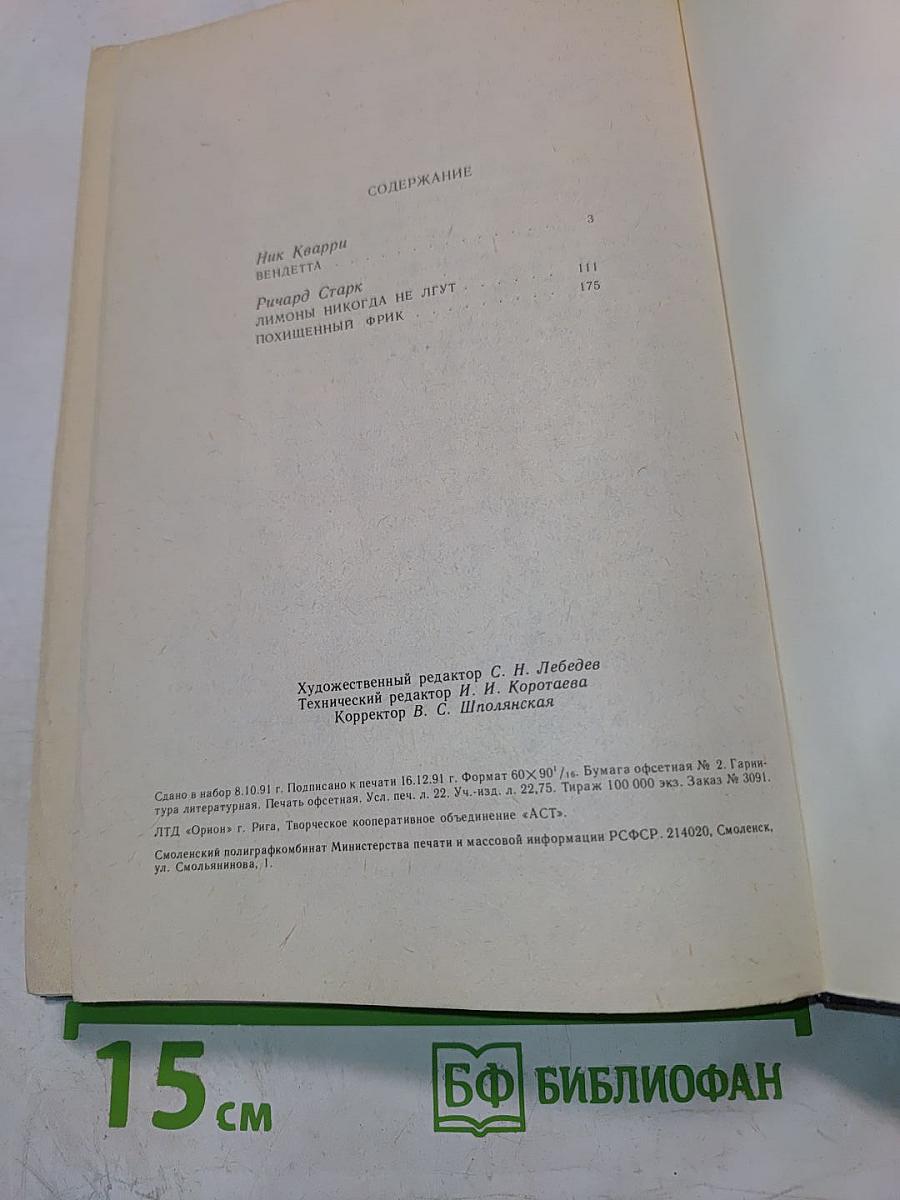 СОДЕРЖАНИЕ
Ник Кварри
ВЕНДЕТТА . . . . . . . . . . . . 3
Ричард Старк
ЛИМОНЫ НИКОГДА НЕ ЛГУТ . . . . . . 111
ПОХИЩЕННЫЙ ФРИК . . . . . . . . . 175
Художественный редактор С. Н. Лебедев
Технический редактор И. И. Коротаева
Корректор В. С. Шполянская
Сдано в набор 8.10.91 г. Подписано к печати 16.12.91 г. Формат 60×90¹/₁₆. Бумага офсетная № 2. Гарни-
тура литературная. Печать офсетная. Усл. печ. л. 22. Уч.-изд. л. 22,75. Тираж 100 000 экз. Заказ № 3091.
ЛТД «Орион» г. Рига, Творческое кооперативное объединение «АСТ».
Смоленский полиграфкомбинат Министерства печати и массовой информации РСФСР. 214020, Смоленск,
ул. Смольянинова, 1.
15 см
БФ БИБЛИОФАН